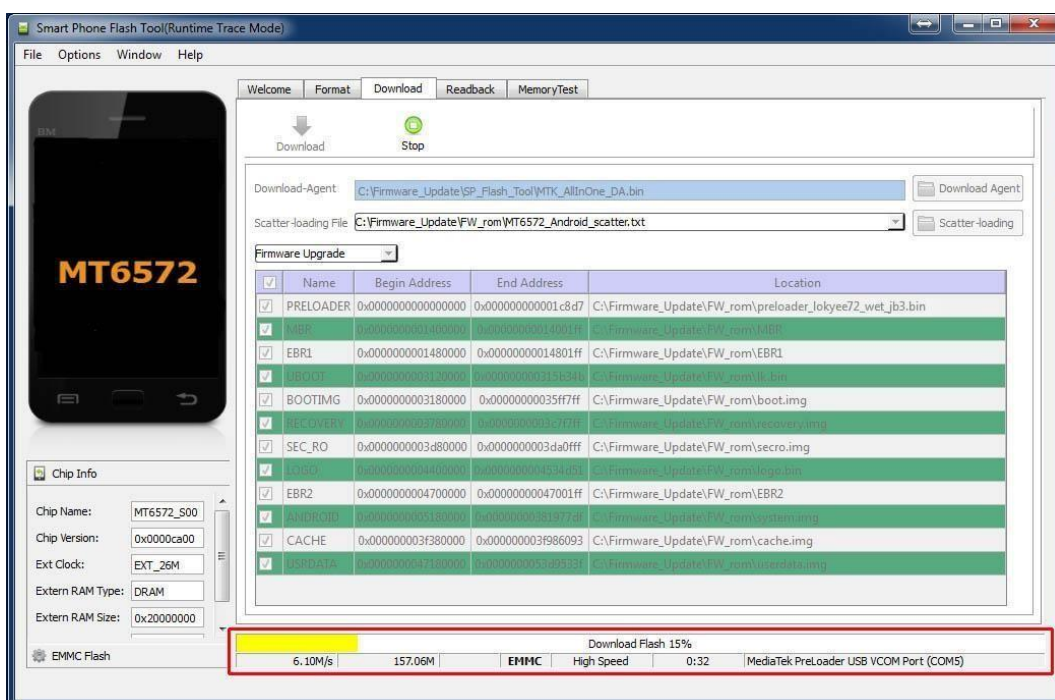 Smart Phone Flash Tool(Runtime Trace Mode)
File Options Window Help
Welcome Format Download Readback MemoryTest
Download Stop
Download-Agent C:\Firmware_Update\SP_Flash_Tool\MTK_AllInOne_DA.bin Download Agent
Scatter-loading File C:\Firmware_Update\FW_rom\MT6572_Android_scatter.txt Scatter-loading
Firmware Upgrade
Name Begin Address End Address Location
PRELOADER 0x0000000000000000 0x000000000001c8d7 C:\Firmware_Update\FW_rom\preloader_lokyee72_wet_jb3.bin
MBR 0x0000000001400000 0x00000000014001ff C:\Firmware_Update\FW_rom\MBR
EBR1 0x0000000001480000 0x00000000014801ff C:\Firmware_Update\FW_rom\EBR1
UBOOT 0x0000000003120000 0x000000000315b34b C:\Firmware_Update\FW_rom\lk.bin
BOOTIMG 0x0000000003180000 0x00000000035ff7ff C:\Firmware_Update\FW_rom\boot.img
RECOVERY 0x0000000003780000 0x0000000003c7f7ff C:\Firmware_Update\FW_rom\recovery.img
SEC_RO 0x0000000003d80000 0x0000000003da0fff C:\Firmware_Update\FW_rom\secro.img
LOGO 0x0000000004400000 0x0000000004534d51 C:\Firmware_Update\FW_rom\logo.bin
EBR2 0x0000000004700000 0x00000000047001ff C:\Firmware_Update\FW_rom\EBR2
ANDROID 0x0000000005180000 0x00000000381977df C:\Firmware_Update\FW_rom\system.img
CACHE 0x000000003f380000 0x000000003f986093 C:\Firmware_Update\FW_rom\cache.img
USRDATA 0x0000000047180000 C:\Firmware_Update\FW_rom\userdata.img
BM
MT6572
Chip Info
Chip Name: MT6572_S00
Chip Version: 0x0000ca00
Ext Clock: EXT_26M
Extern RAM Type: DRAM
Extern RAM Size: 0x20000000
EMMC Flash
Download Flash 15%
6.10M/s 157.06M EMMC High Speed 0:32 MediaTek PreLoader USB VCOM Port (COM5)